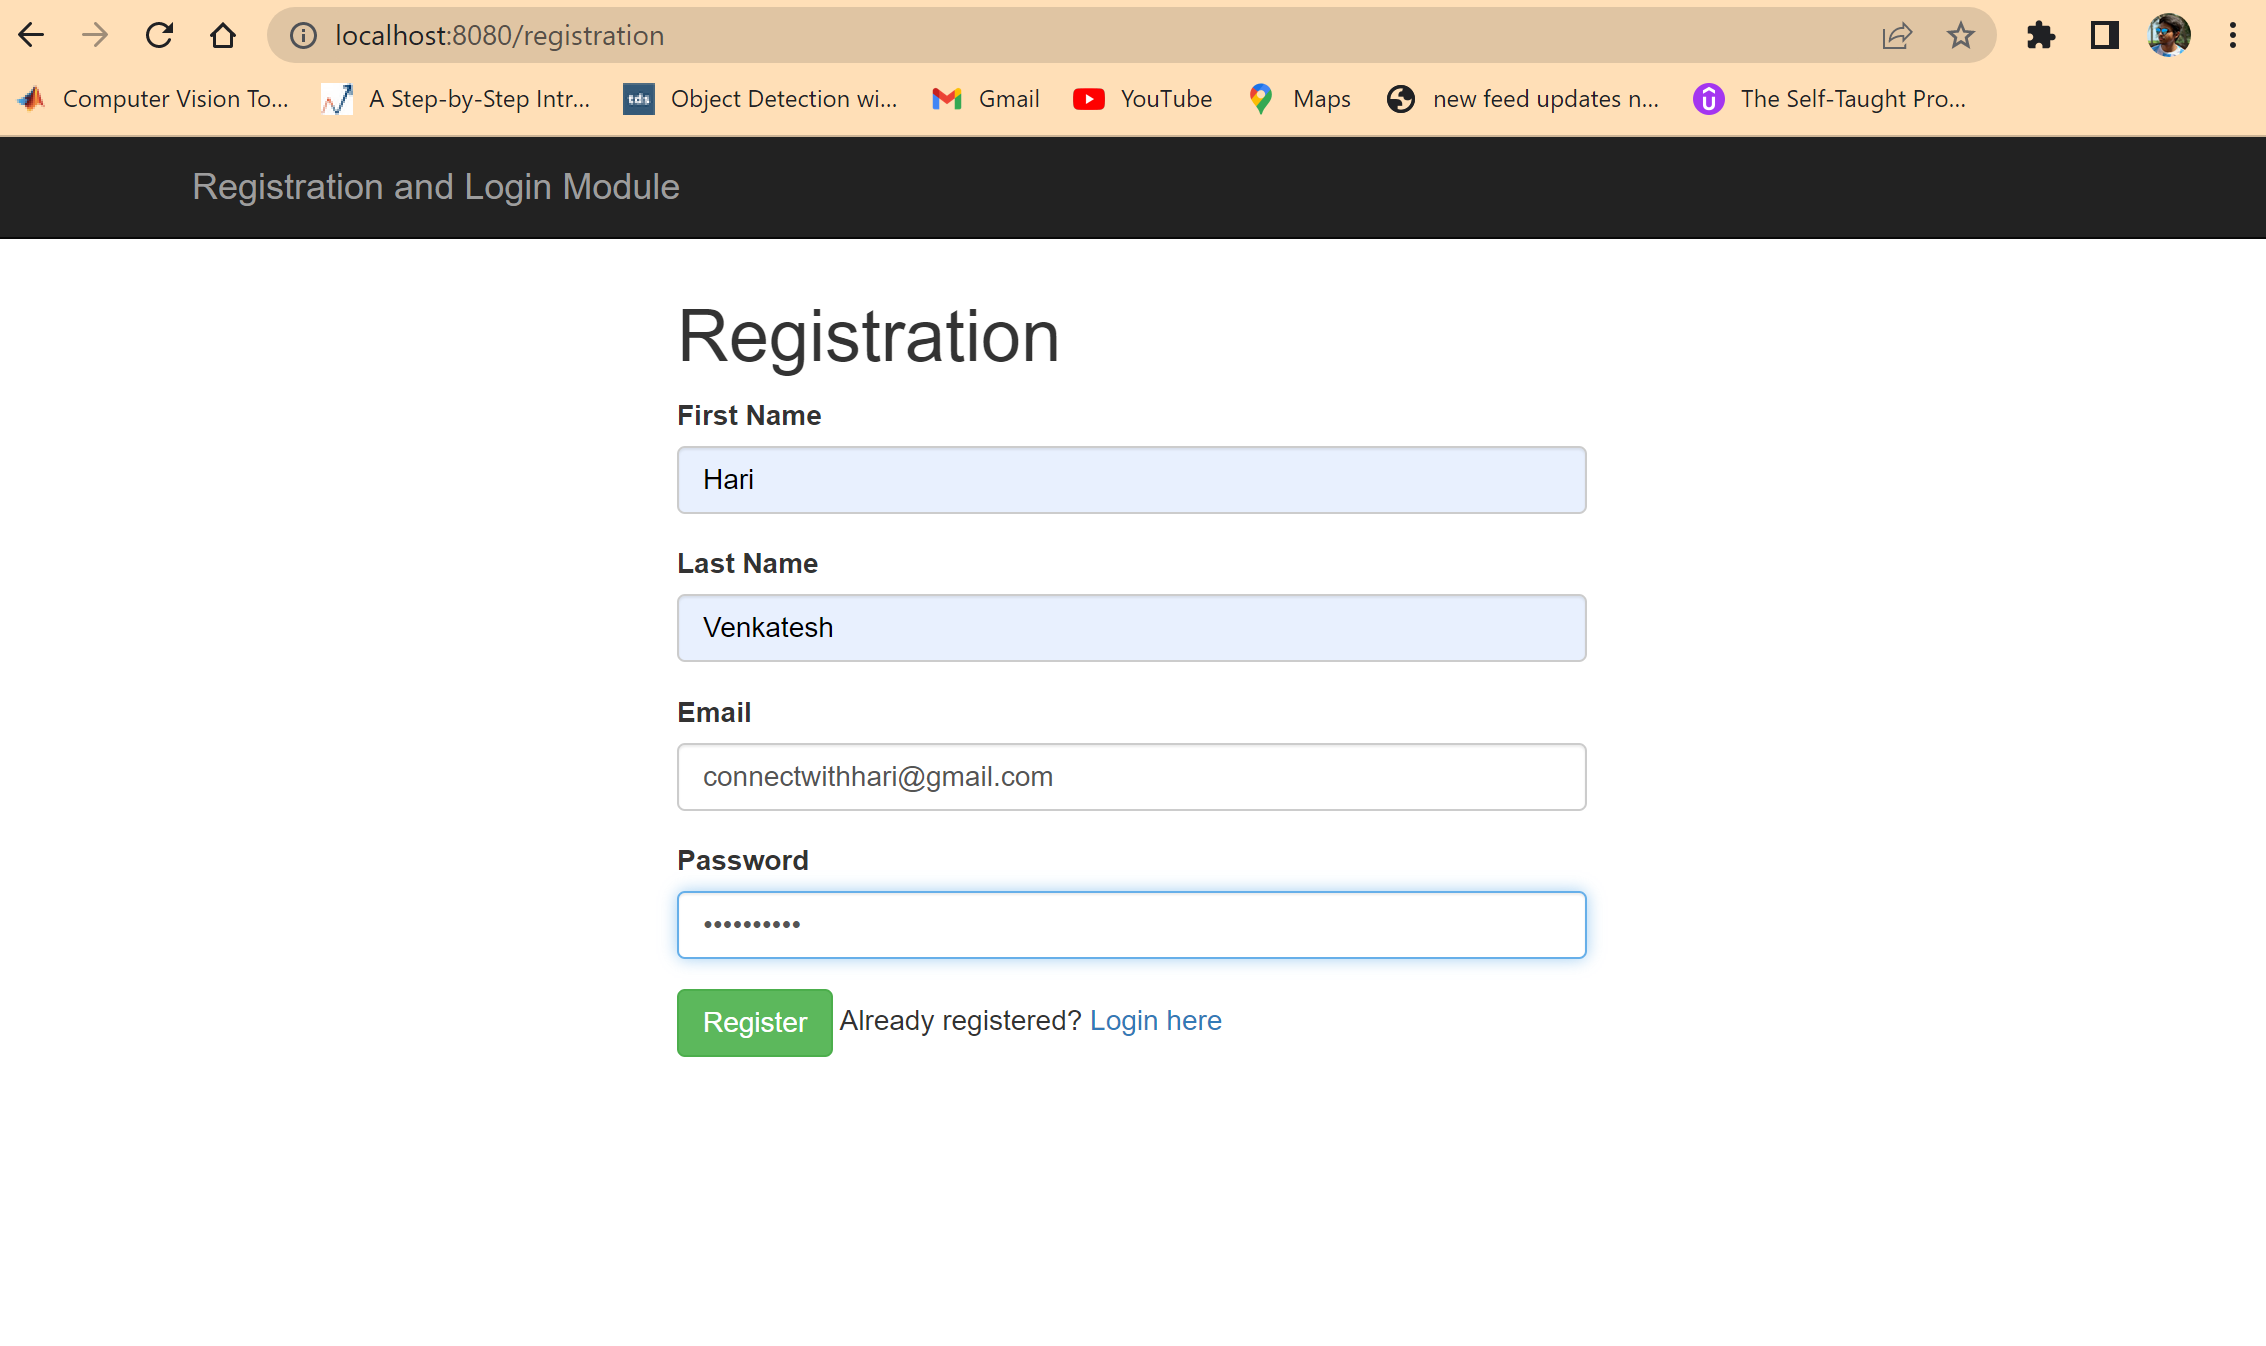 localhost:8080/registration
Computer Vision To... A Step-by-Step Intr... tds Object Detection wi... Gmail YouTube Maps new feed updates n... The Self-Taught Pro...
Registration and Login Module
Registration
First Name
Hari
Last Name
Venkatesh
Email
connectwithhari@gmail.com
Password
••••••••••
Register Already registered? Login here